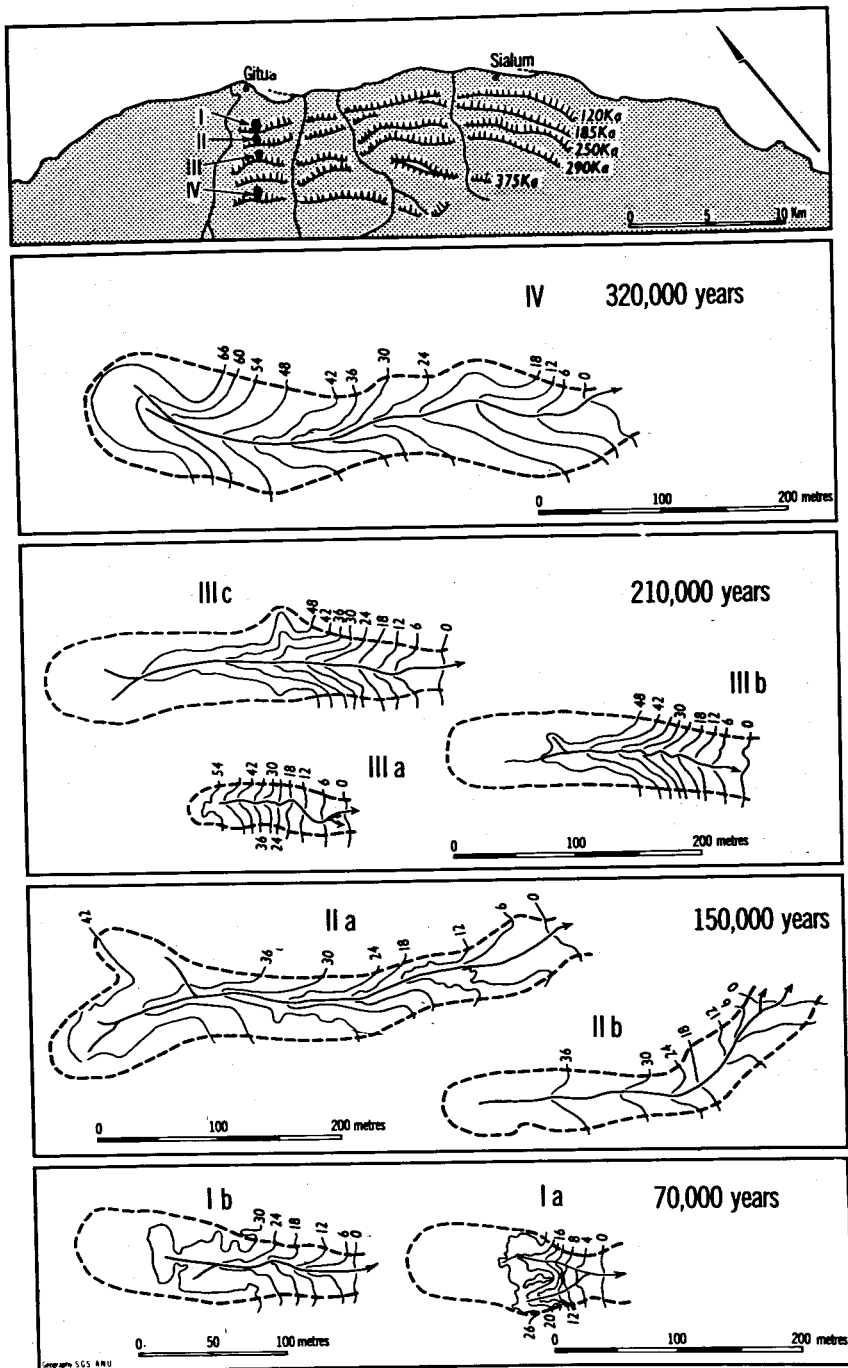 Gitua
Sialum
I
II
III
IV
120Ka
185Ka
250Ka
290Ka
375Ka
0 5 10 Km
IV 320,000 years
66 60 54 48 42 36 30 24 18 12 6 0
0 100 200 metres
III c
210,000 years
48 42 36 30 24 18 12 6 0
III b
48 42 30 18 12 6 0
III a
54 42 30 18 12 6 0
36 24
0 100 200 metres
II a
150,000 years
42 36 30 24 18 12 6 0
II b
36 30 24 18 12 6 0
0 100 200 metres
I b
I a
70,000 years
30 24 18 12 6 0
16 8 4 0
26 20 12
0 50 100 metres
0 100 200 metres
Geography S G S A N U